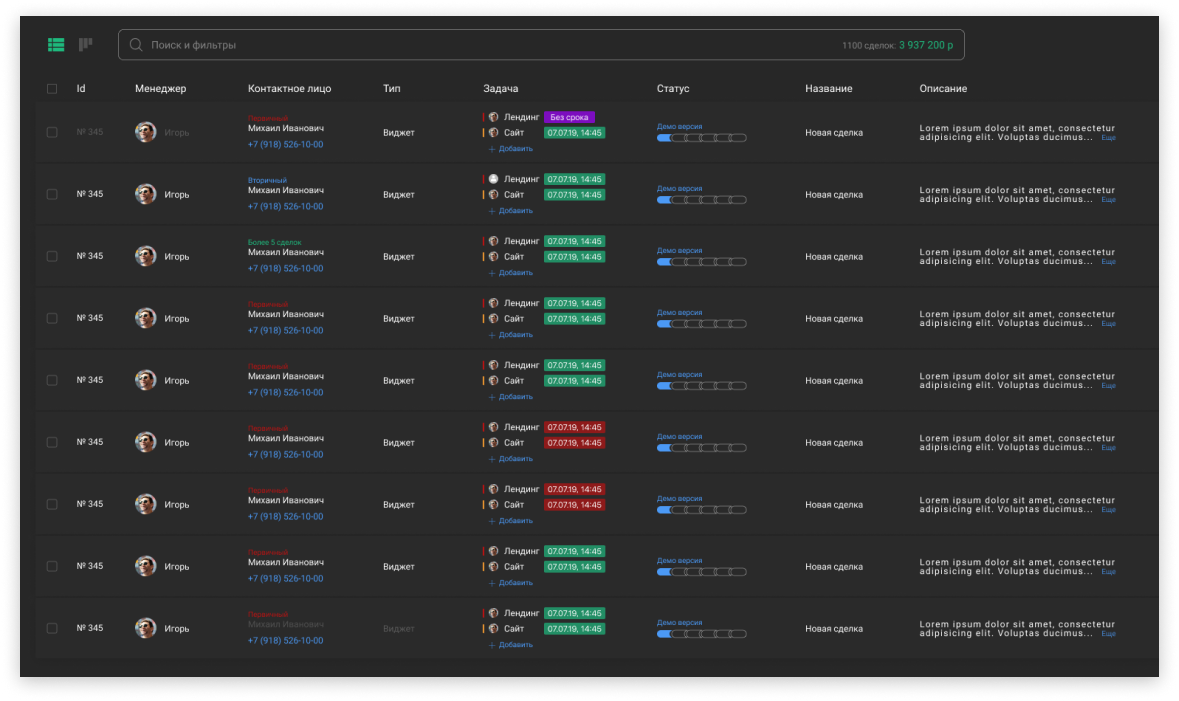 Поиск и фильтры 1100 сделок: 3 937 200 р
Id Менеджер Контактное лицо Тип Задача Статус Название Описание
Первичный
№ 345 Игорь Михаил Иванович Виджет Лендинг Без срока Демо версия Новая сделка Lorem ipsum dolor sit amet, consectetur
+7 (918) 526-10-00 Сайт 07.07.19, 14:45 adipisicing elit. Voluptas ducimus... Еще
+ Добавить
Вторичный
№ 345 Игорь Михаил Иванович Виджет Лендинг 07.07.19, 14:45 Демо версия Новая сделка Lorem ipsum dolor sit amet, consectetur
+7 (918) 526-10-00 Сайт 07.07.19, 14:45 adipisicing elit. Voluptas ducimus... Еще
+ Добавить
Более 5 сделок
№ 345 Игорь Михаил Иванович Виджет Лендинг 07.07.19, 14:45 Демо версия Новая сделка Lorem ipsum dolor sit amet, consectetur
+7 (918) 526-10-00 Сайт 07.07.19, 14:45 adipisicing elit. Voluptas ducimus... Еще
+ Добавить
Первичный
№ 345 Игорь Михаил Иванович Виджет Лендинг 07.07.19, 14:45 Демо версия Новая сделка Lorem ipsum dolor sit amet, consectetur
+7 (918) 526-10-00 Сайт 07.07.19, 14:45 adipisicing elit. Voluptas ducimus... Еще
+ Добавить
Первичный
№ 345 Игорь Михаил Иванович Виджет Лендинг 07.07.19, 14:45 Демо версия Новая сделка Lorem ipsum dolor sit amet, consectetur
+7 (918) 526-10-00 Сайт 07.07.19, 14:45 adipisicing elit. Voluptas ducimus... Еще
+ Добавить
Первичный
№ 345 Игорь Михаил Иванович Виджет Лендинг 07.07.19, 14:45 Демо версия Новая сделка Lorem ipsum dolor sit amet, consectetur
+7 (918) 526-10-00 Сайт 07.07.19, 14:45 adipisicing elit. Voluptas ducimus... Еще
+ Добавить
Первичный
№ 345 Игорь Михаил Иванович Виджет Лендинг 07.07.19, 14:45 Демо версия Новая сделка Lorem ipsum dolor sit amet, consectetur
+7 (918) 526-10-00 Сайт 07.07.19, 14:45 adipisicing elit. Voluptas ducimus... Еще
+ Добавить
Первичный
№ 345 Игорь Михаил Иванович Виджет Лендинг 07.07.19, 14:45 Демо версия Новая сделка Lorem ipsum dolor sit amet, consectetur
+7 (918) 526-10-00 Сайт 07.07.19, 14:45 adipisicing elit. Voluptas ducimus... Еще
+ Добавить
Первичный
№ 345 Игорь Михаил Иванович Виджет Лендинг 07.07.19, 14:45 Демо версия Новая сделка Lorem ipsum dolor sit amet, consectetur
+7 (918) 526-10-00 Сайт 07.07.19, 14:45 adipisicing elit. Voluptas ducimus... Еще
+ Добавить